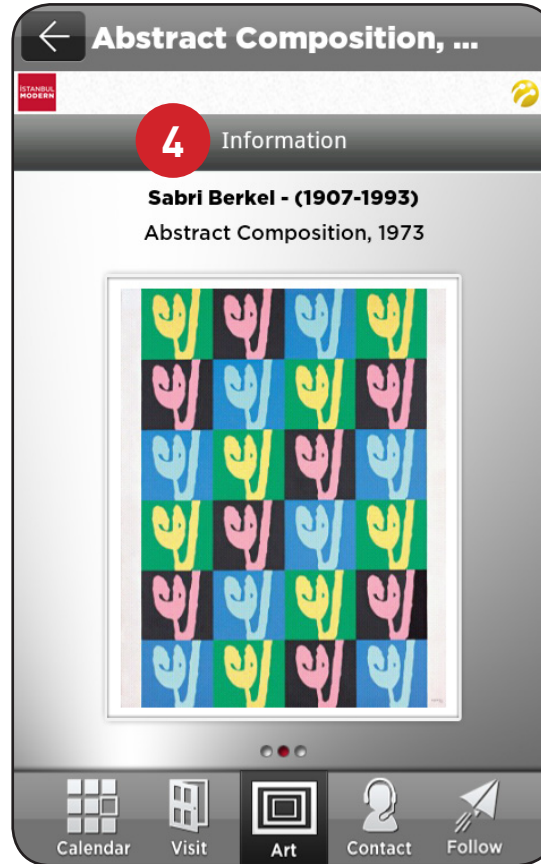 Abstract Composition, ...
İSTANBUL
MODERN
4 Information
Sabri Berkel - (1907-1993)
Abstract Composition, 1973
Calendar Visit Art Contact Follow